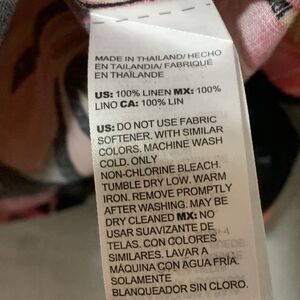 MADE IN THAILAND/ HECHO
EN TAILANDIA/ FABRIQUÉ
EN THAÏLANDE
US: 100% LINEN MX: 100%
LINO CA: 100% LIN
US: DO NOT USE FABRIC
SOFTENER. WITH SIMILAR
COLORS, MACHINE WASH
COLD. ONLY
NON-CHLORINE BLEACH.
TUMBLE DRY LOW. WARM
IRON. REMOVE PROMPTLY
AFTER WASHING. MAY BE
DRY CLEANED MX: NO
USAR SUAVIZANTE DE
TELAS. CON COLORES
SIMILARES. LAVAR A
MÁQUINA CON AGUA FRÍA.
SOLAMENTE
BLANQUEADOR SIN CLORO.